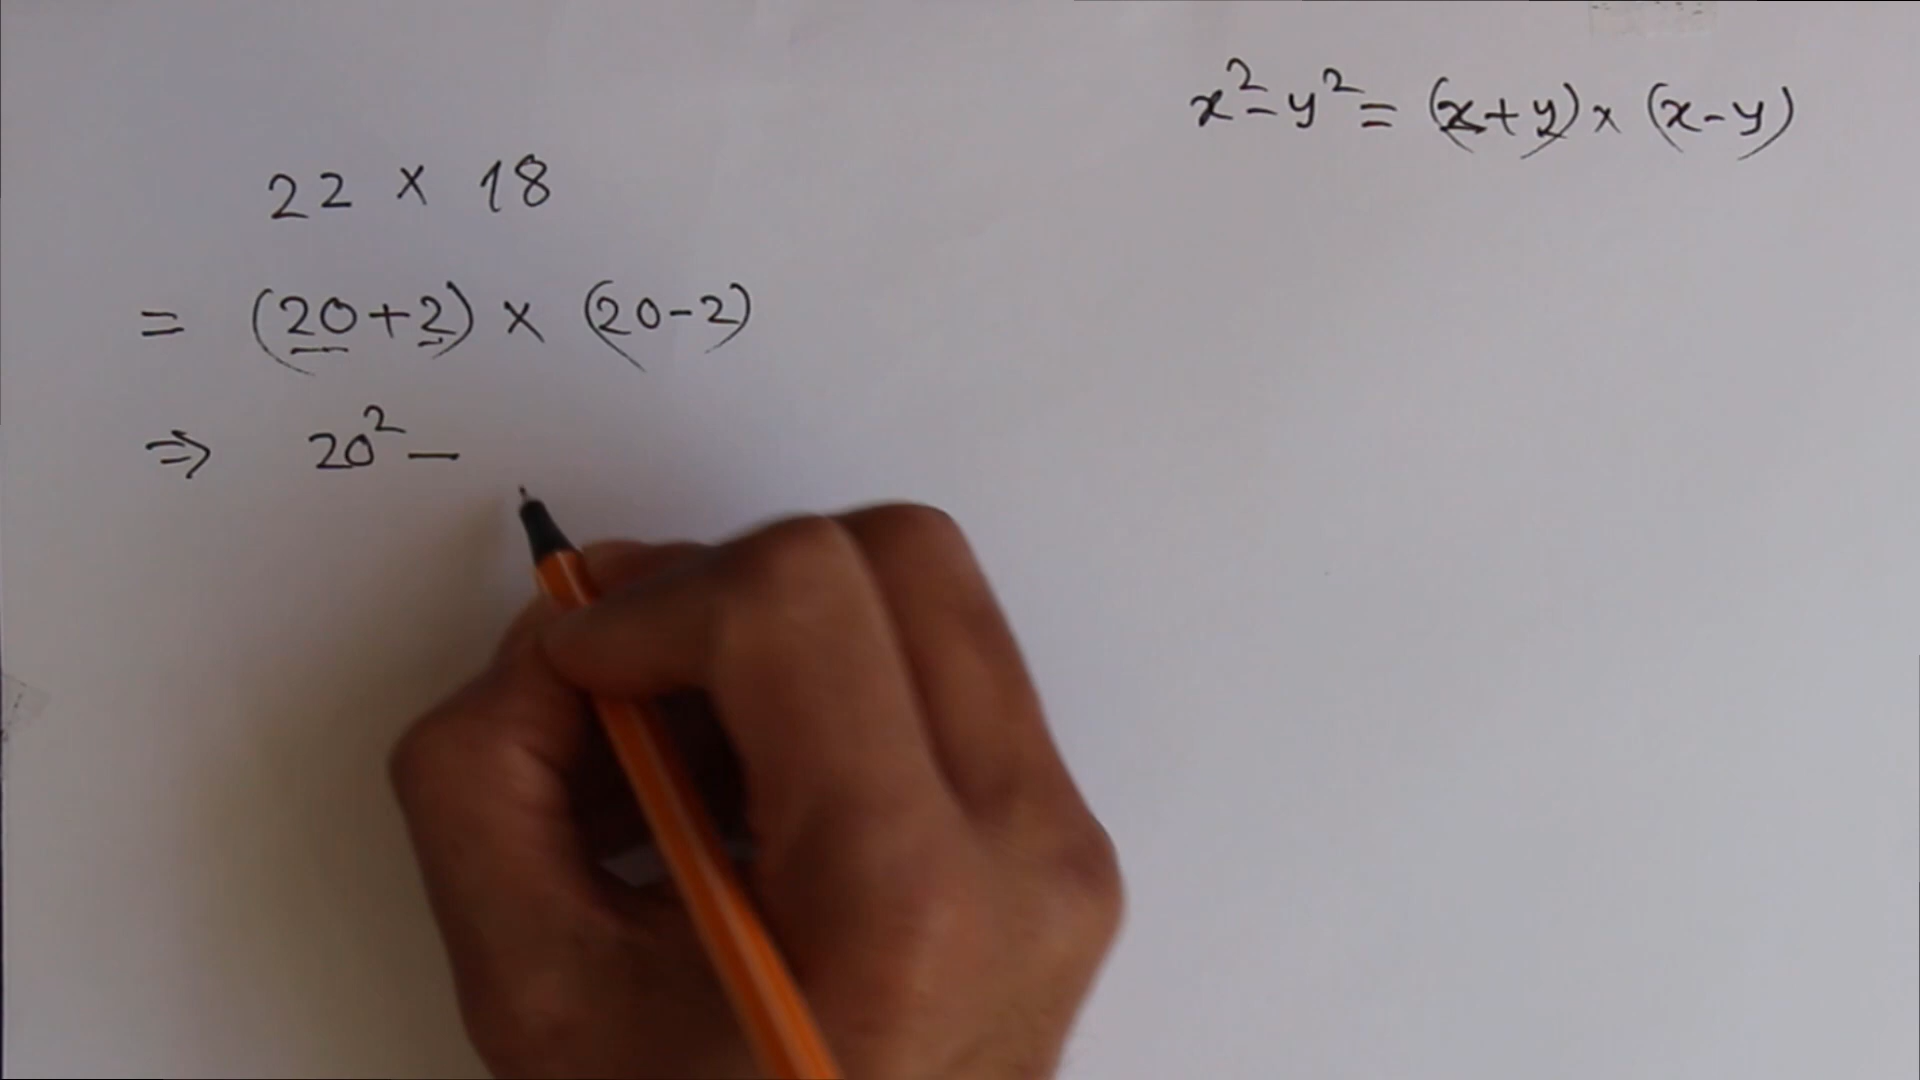 x² - y² = (x+y) × (x-y)
22 × 18
= (20+2) × (20-2)
⇒ 20² –